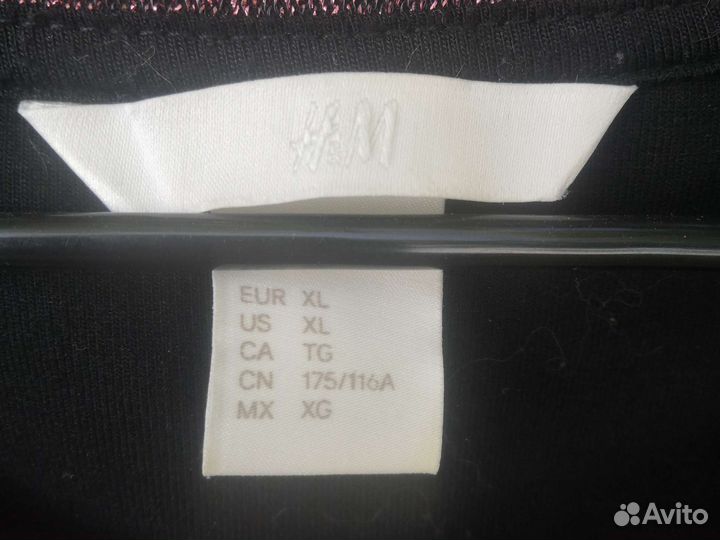 H&M
EUR XL
US XL
CA TG
CN 175/116A
MX XG
Avito